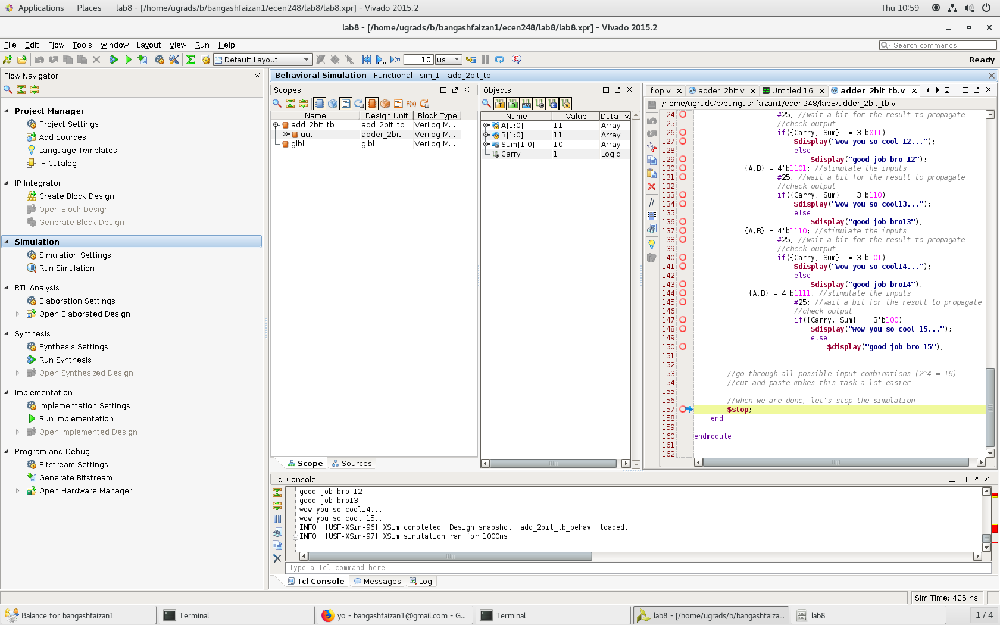 Applications Places lab8 - [/home/ugrads/b/bangashfaizan1/ecen248/lab8/lab8.xpr] - Vivado 2015.2 Thu 10:59
lab8 - [/home/ugrads/b/bangashfaizan1/ecen248/lab8/lab8.xpr] - Vivado 2015.2
File Edit Flow Tools Window Layout View Run Help Search commands
Default Layout 10 us Ready
Flow Navigator
Project Manager
Project Settings
Add Sources
Language Templates
IP Catalog
IP Integrator
Create Block Design
Open Block Design
Generate Block Design
Simulation
Simulation Settings
Run Simulation
RTL Analysis
Elaboration Settings
Open Elaborated Design
Synthesis
Synthesis Settings
Run Synthesis
Open Synthesized Design
Implementation
Implementation Settings
Run Implementation
Open Implemented Design
Program and Debug
Bitstream Settings
Generate Bitstream
Open Hardware Manager
Behavioral Simulation - Functional - sim_1 - add_2bit_tb
Scopes
Name Design Unit Block Type
add_2bit_tb add_2bit_tb Verilog M...
uut adder_2bit Verilog M...
glbl glbl Verilog M...
Scope Sources
Objects
Name Value Data Ty.
A[1:0] 11 Array
B[1:0] 11 Array
Sum[1:0] 10 Array
Carry 1 Logic
_flop.v add_2bit.v Untitled 16 adder_2bit_tb.v
/home/ugrads/b/bangashfaizan1/ecen248/lab8/adder_2bit_tb.v
124 #25; //wait a bit for the result to propagate
125 //check output
126 if({Carry, Sum} != 3'b011)
127 $display("wow you so cool 12...");
128 else
129 $display("good job bro 12");
130 {A,B} = 4'b1101; //stimulate the inputs
131 #25; //wait a bit for the result to propagate
132 //check output
133 if({Carry, Sum} != 3'b110)
134 $display("wow you so cool13...");
135 else
136 $display("good job bro13");
137 {A,B} = 4'b1110; //stimulate the inputs
138 #25; //wait a bit for the result to propagate
139 //check output
140 if({Carry, Sum} != 3'b101)
141 $display("wow you so cool14...");
142 else
143 $display("good job bro14");
144 {A,B} = 4'b1111; //stimulate the inputs
145 #25; //wait a bit for the result to propagate
146 //check output
147 if({Carry, Sum} != 3'b100)
148 $display("wow you so cool 15...");
149 else
150 $display("good job bro 15");
151
152
153 //go through all possible input combinations (2^4 = 16)
154 //cut and paste makes this task a lot easier
155
156 //when we are done, let's stop the simulation
157 $stop;
158 end
159
160 endmodule
161
162
Tcl Console
good job bro 12
good job bro13
wow you so cool14...
wow you so cool 15...
INFO: [USF-XSim-96] XSim completed. Design snapshot 'add_2bit_tb_behav' loaded.
INFO: [USF-XSim-97] XSim simulation ran for 1000ns
Type a Tcl command here
Tcl Console Messages Log
Sim Time: 425 ns
Balance for bangashfaizan1 Terminal yo - bangashfaizan1@gmail.com - G... Terminal lab8 - [/home/ugrads/b/bangashfaiza... lab8 1 / 4